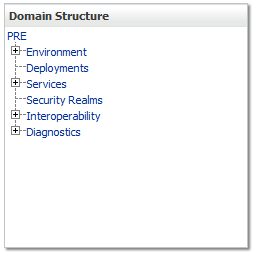 Domain Structure
PRE
Environment
Deployments
Services
Security Realms
Interoperability
Diagnostics